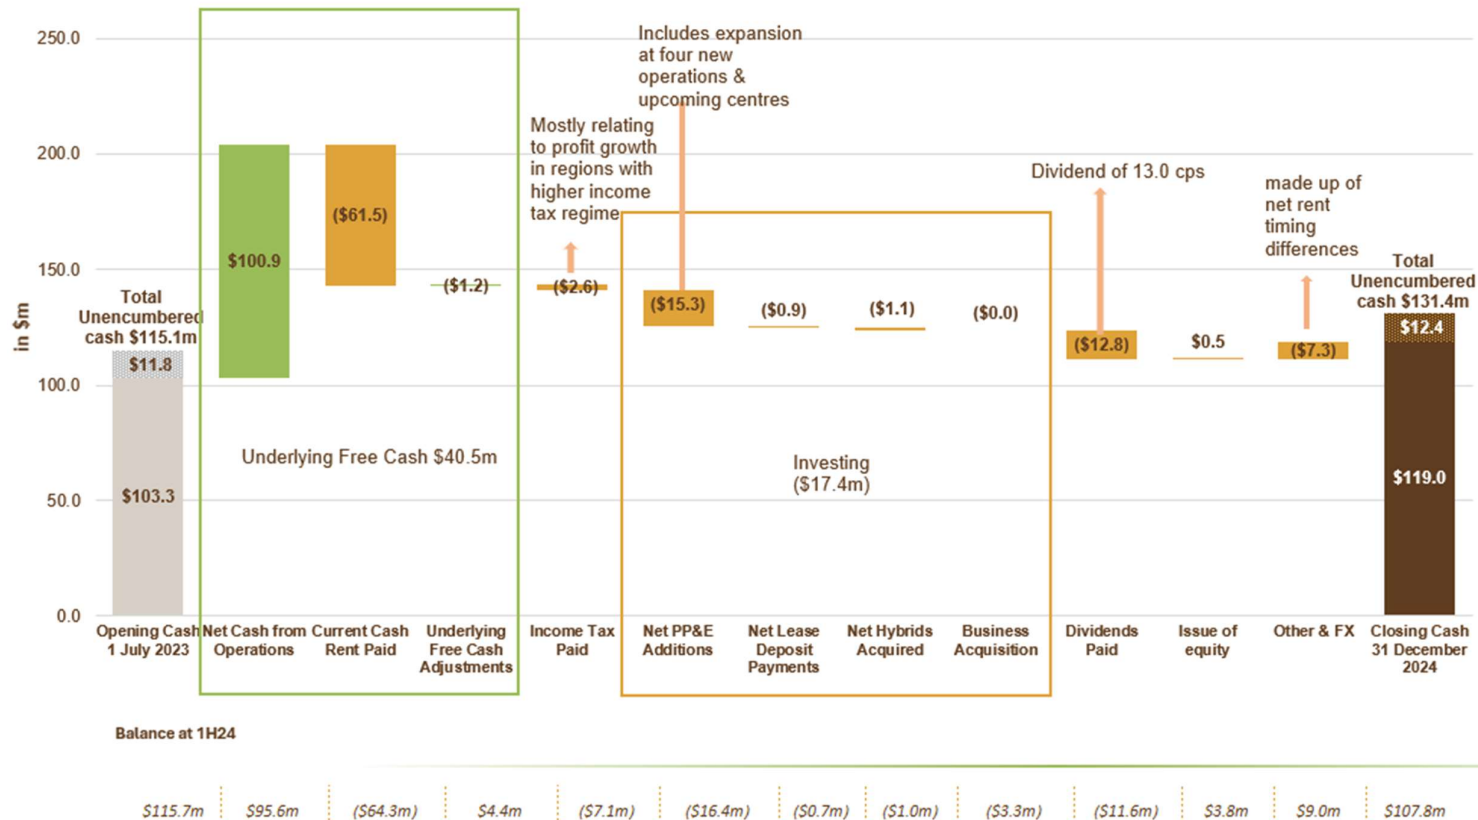 250.0
200.0
150.0
100.0
50.0
0.0
in $m
Total
Unencumbered
cash $115.1m
$11.8
$103.3
$100.9
($61.5)
($1.2)
Underlying Free Cash $40.5m
Mostly relating
to profit growth
in regions with
higher income
tax regime
($2.6)
Includes expansion
at four new
operations &
upcoming centres
($15.3)
($0.9)
($1.1)
($0.0)
Investing
($17.4m)
Dividend of 13.0 cps
($12.8)
$0.5
made up of
net rent
timing
differences
($7.3)
Total
Unencumbered
cash $131.4m
$12.4
$119.0
Opening Cash
1 July 2023
Net Cash from
Operations
Current Cash
Rent Paid
Underlying
Free Cash
Adjustments
Income Tax
Paid
Net PP&E
Additions
Net Lease
Deposit
Payments
Net Hybrids
Acquired
Business
Acquisition
Dividends
Paid
Issue of
equity
Other & FX
Closing Cash
31 December
2024
Balance at 1H24
$115.7m $95.6m ($64.3m) $4.4m ($7.1m) ($16.4m) ($0.7m) ($1.0m) ($3.3m) ($11.6m) $3.8m $9.0m $107.8m